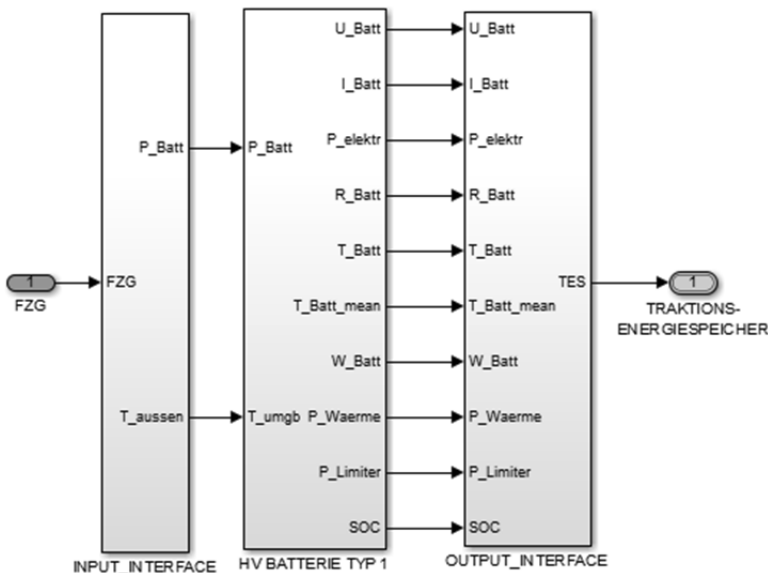 1
FZG
FZG
P_Batt
T_aussen
INPUT_INTERFACE
P_Batt
T_umgb
U_Batt
I_Batt
P_elektr
R_Batt
T_Batt
T_Batt_mean
W_Batt
P_Waerme
P_Limiter
SOC
HV BATTERIE TYP 1
U_Batt
I_Batt
P_elektr
R_Batt
T_Batt
T_Batt_mean
W_Batt
P_Waerme
P_Limiter
SOC
TES
OUTPUT_INTERFACE
1
TRAKTIONS-
ENERGIESPEICHER